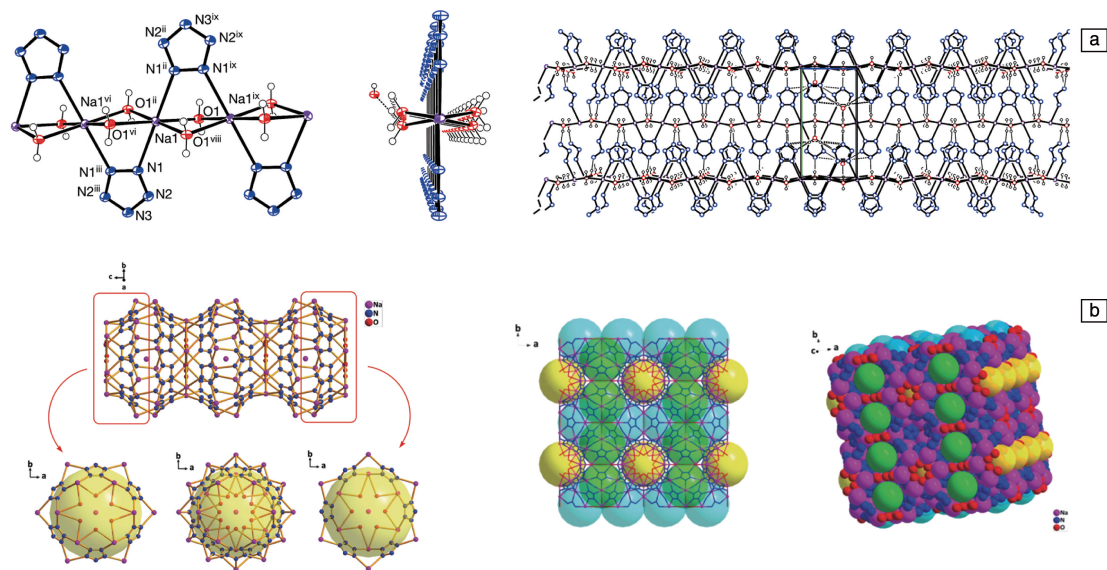 N3ix
N2ii
N2ix
N1ii
N1ix
Na1vi
O1ii
O1
Na1ix
O1vi
Na1
O1viii
N1iii
N1
N2iii
N2
N3
a
b
c
a
Na
N
O
b
a
b
a
b
a
b
a
b
c
a
Na
N
O
b